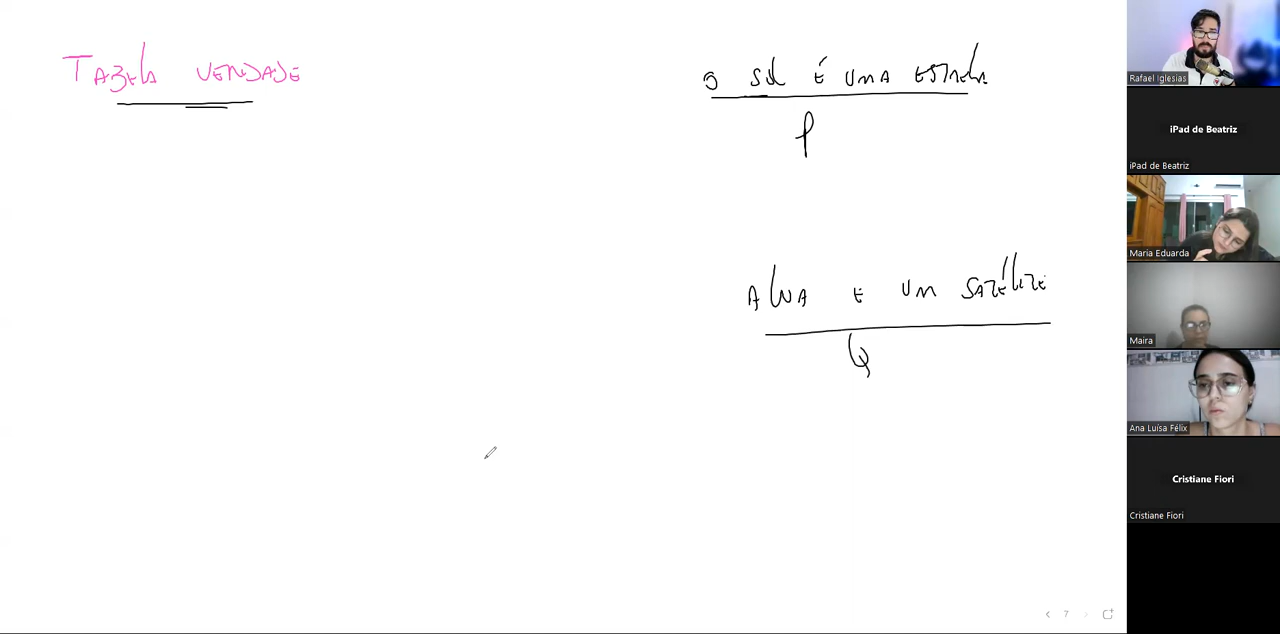 TABELA VERDADE
O SOL É UMA ESTRELA
P
A LUA E UM SATÉLITE
Q
7
Rafael Iglesias
iPad de Beatriz
iPad de Beatriz
Maria Eduarda
Maira
Ana Luísa Félix
Cristiane Fiori
Cristiane Fiori